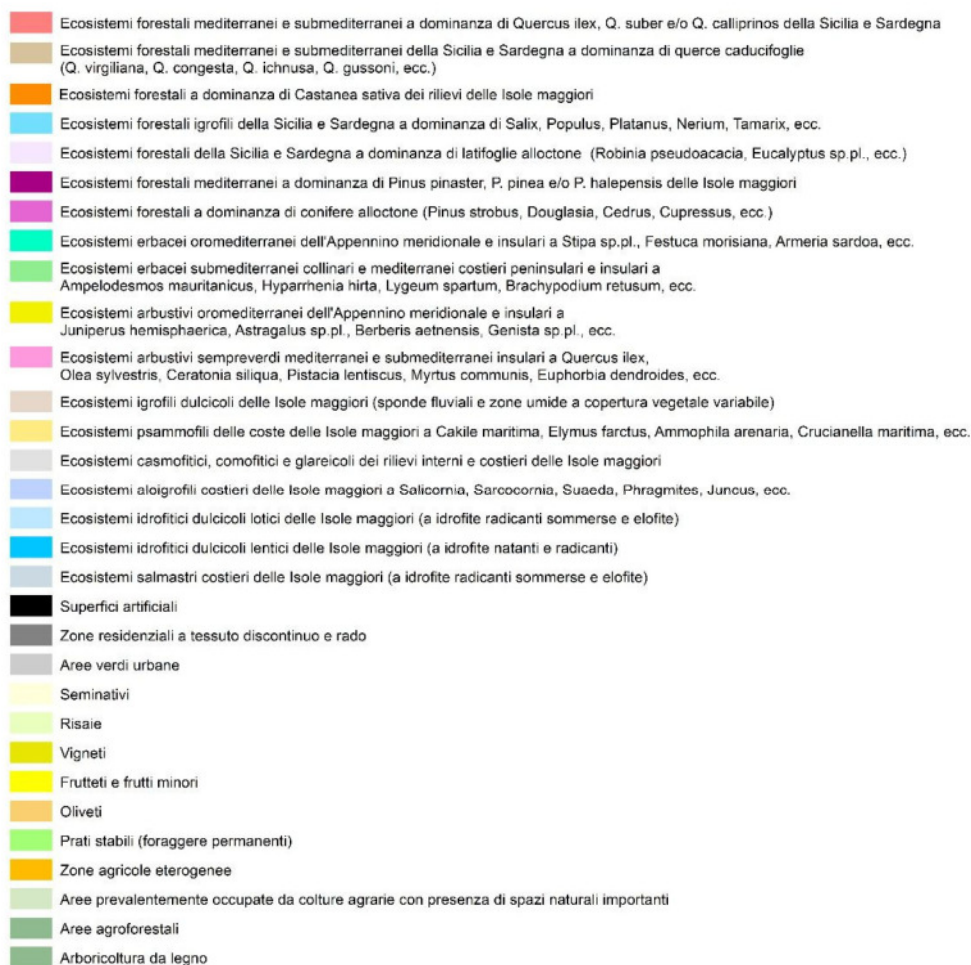 Ecosistemi forestali mediterranei e submediterranei a dominanza di Quercus ilex, Q. suber e/o Q. calliprinos della Sicilia e Sardegna
Ecosistemi forestali mediterranei e submediterranei della Sicilia e Sardegna a dominanza di querce caducifoglie
(Q. virgiliana, Q. congesta, Q. ichnusa, Q. gussoni, ecc.)
Ecosistemi forestali a dominanza di Castanea sativa dei rilievi delle Isole maggiori
Ecosistemi forestali igrofili della Sicilia e Sardegna a dominanza di Salix, Populus, Platanus, Nerium, Tamarix, ecc.
Ecosistemi forestali della Sicilia e Sardegna a dominanza di latifoglie alloctone (Robinia pseudoacacia, Eucalyptus sp.pl., ecc.)
Ecosistemi forestali mediterranei a dominanza di Pinus pinaster, P. pinea e/o P. halepensis delle Isole maggiori
Ecosistemi forestali a dominanza di conifere alloctone (Pinus strobus, Douglasia, Cedrus, Cupressus, ecc.)
Ecosistemi erbacei oromediterranei dell'Appennino meridionale e insulari a Stipa sp.pl., Festuca morisiana, Armeria sardoa, ecc.
Ecosistemi erbacei submediterranei collinari e mediterranei costieri peninsulari e insulari a
Ampelodesmos mauritanicus, Hyparrhenia hirta, Lygeum spartum, Brachypodium retusum, ecc.
Ecosistemi arbustivi oromediterranei dell'Appennino meridionale e insulari a
Juniperus hemisphaerica, Astragalus sp.pl., Berberis aetnensis, Genista sp.pl., ecc.
Ecosistemi arbustivi sempreverdi mediterranei e submediterranei insulari a Quercus ilex,
Olea sylvestris, Ceratonia siliqua, Pistacia lentiscus, Myrtus communis, Euphorbia dendroides, ecc.
Ecosistemi igrofili dulcicoli delle Isole maggiori (sponde fluviali e zone umide a copertura vegetale variabile)
Ecosistemi psammofili delle coste delle Isole maggiori a Cakile maritima, Elymus farctus, Ammophila arenaria, Crucianella maritima, ecc.
Ecosistemi casmofitici, comofitici e glareicoli dei rilievi interni e costieri delle Isole maggiori
Ecosistemi aloigrofili costieri delle Isole maggiori a Salicornia, Sarcocornia, Suaeda, Phragmites, Juncus, ecc.
Ecosistemi idrofitici dulcicoli lotici delle Isole maggiori (a idrofite radicanti sommerse e elofite)
Ecosistemi idrofitici dulcicoli lentici delle Isole maggiori (a idrofite natanti e radicanti)
Ecosistemi salmastri costieri delle Isole maggiori (a idrofite radicanti sommerse e elofite)
Superfici artificiali
Zone residenziali a tessuto discontinuo e rado
Aree verdi urbane
Seminativi
Risaie
Vigneti
Frutteti e frutti minori
Oliveti
Prati stabili (foraggere permanenti)
Zone agricole eterogenee
Aree prevalentemente occupate da colture agrarie con presenza di spazi naturali importanti
Aree agroforestali
Arboricoltura da legno